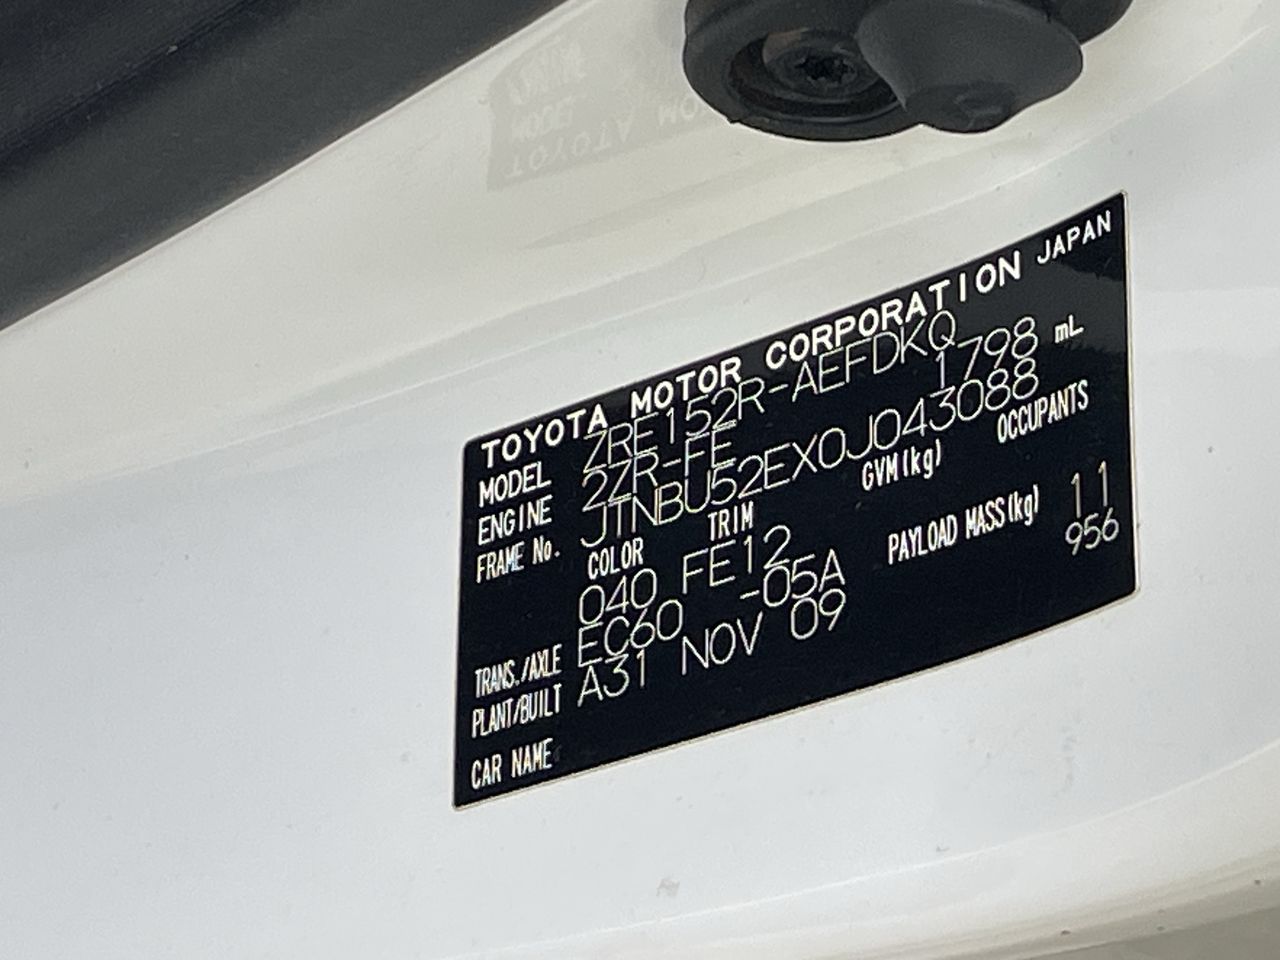 TOYOTA MOTOR CORPORATION JAPAN
MODEL ZRE152R-AEFDKQ
ENGINE 2ZR-FE 1798 mL
FRAME No. JTNBU52EX0J043088
COLOR TRIM GVM(kg) OCCUPANTS
040 FE12 PAYLOAD MASS(kg) 11
TRANS./AXLE EC60 -05A 956
PLANT/BUILT A31 NOV 09
CAR NAME